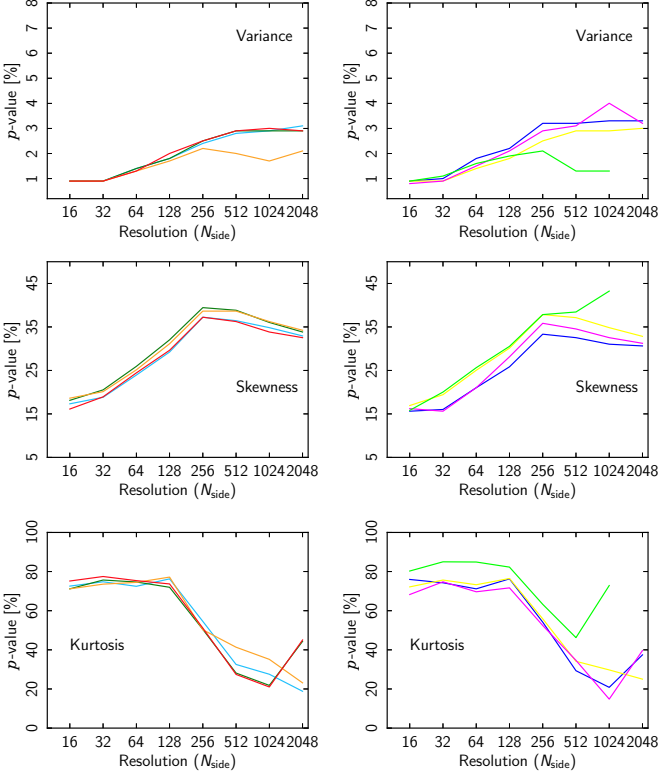 8
7
6
5
4
3
2
1
p-value [%]
Variance
16 32 64 128 256 512 1024 2048
Resolution (Nside)
8
7
6
5
4
3
2
1
p-value [%]
Variance
16 32 64 128 256 512 1024 2048
Resolution (Nside)
45
35
25
15
5
p-value [%]
Skewness
16 32 64 128 256 512 1024 2048
Resolution (Nside)
45
35
25
15
5
p-value [%]
Skewness
16 32 64 128 256 512 1024 2048
Resolution (Nside)
100
80
60
40
20
0
p-value [%]
Kurtosis
16 32 64 128 256 512 1024 2048
Resolution (Nside)
100
80
60
40
20
0
p-value [%]
Kurtosis
16 32 64 128 256 512 1024 2048
Resolution (Nside)